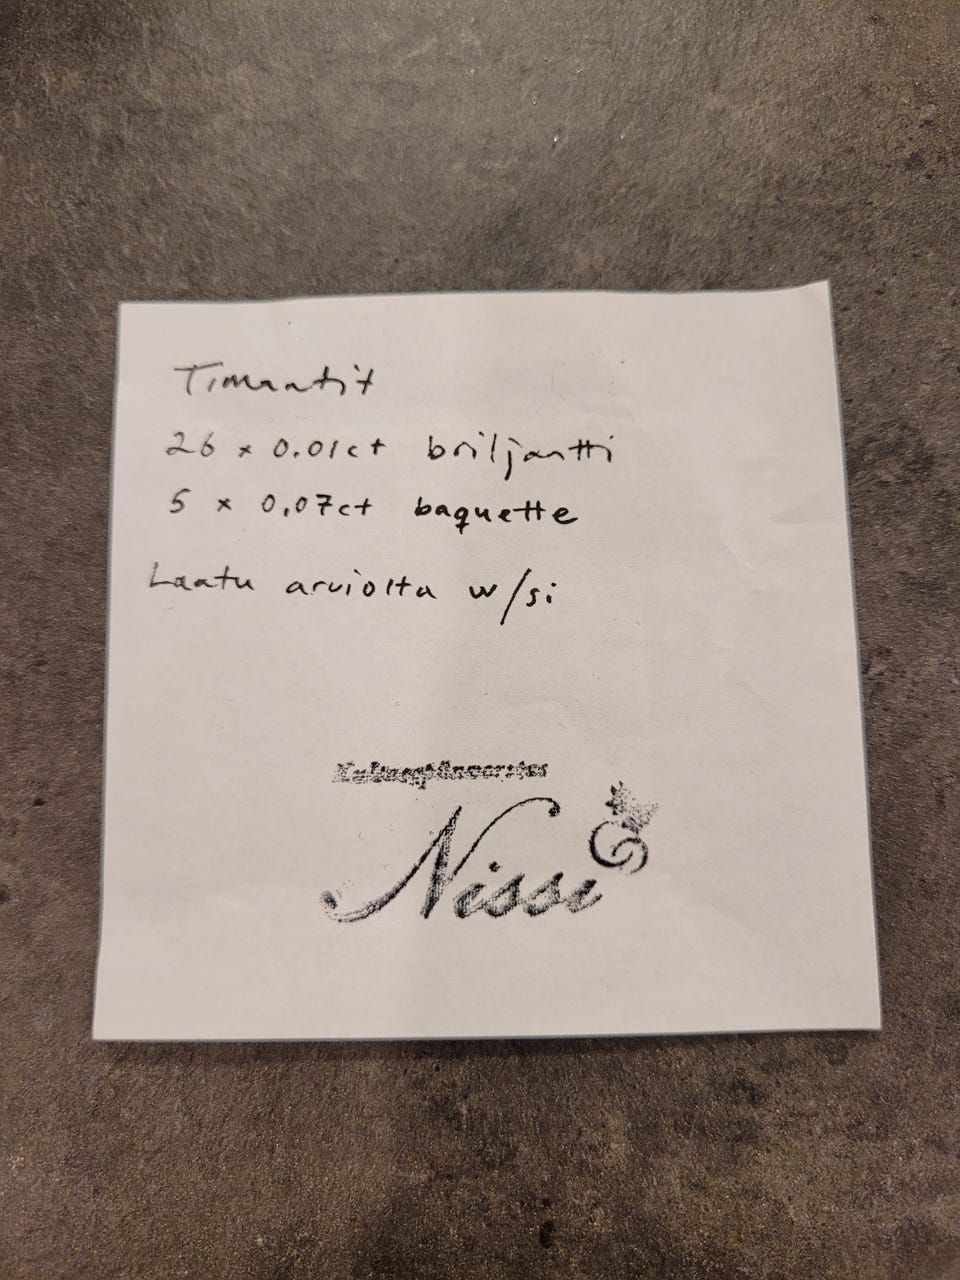 Timantit
26 x 0.01ct briljantti
5 x 0,07ct baquette
Laatu arviolta w/si
Nissi